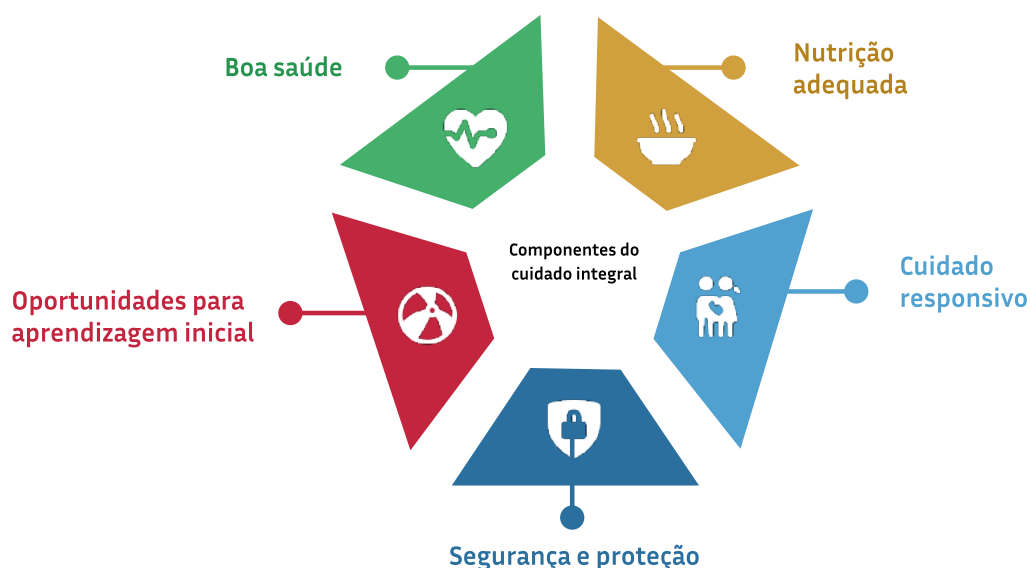 Boa saúde
Nutrição
adequada
Componentes do
cuidado integral
Cuidado
responsivo
Oportunidades para
aprendizagem inicial
Segurança e proteção